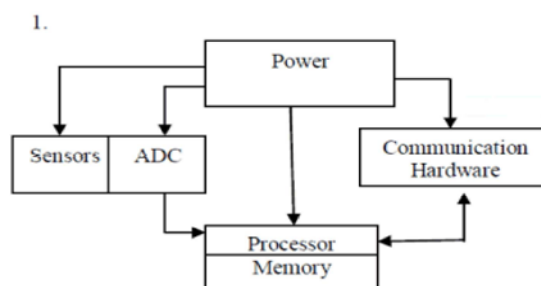 1.
Power
Sensors ADC
Communication
Hardware
Processor
Memory